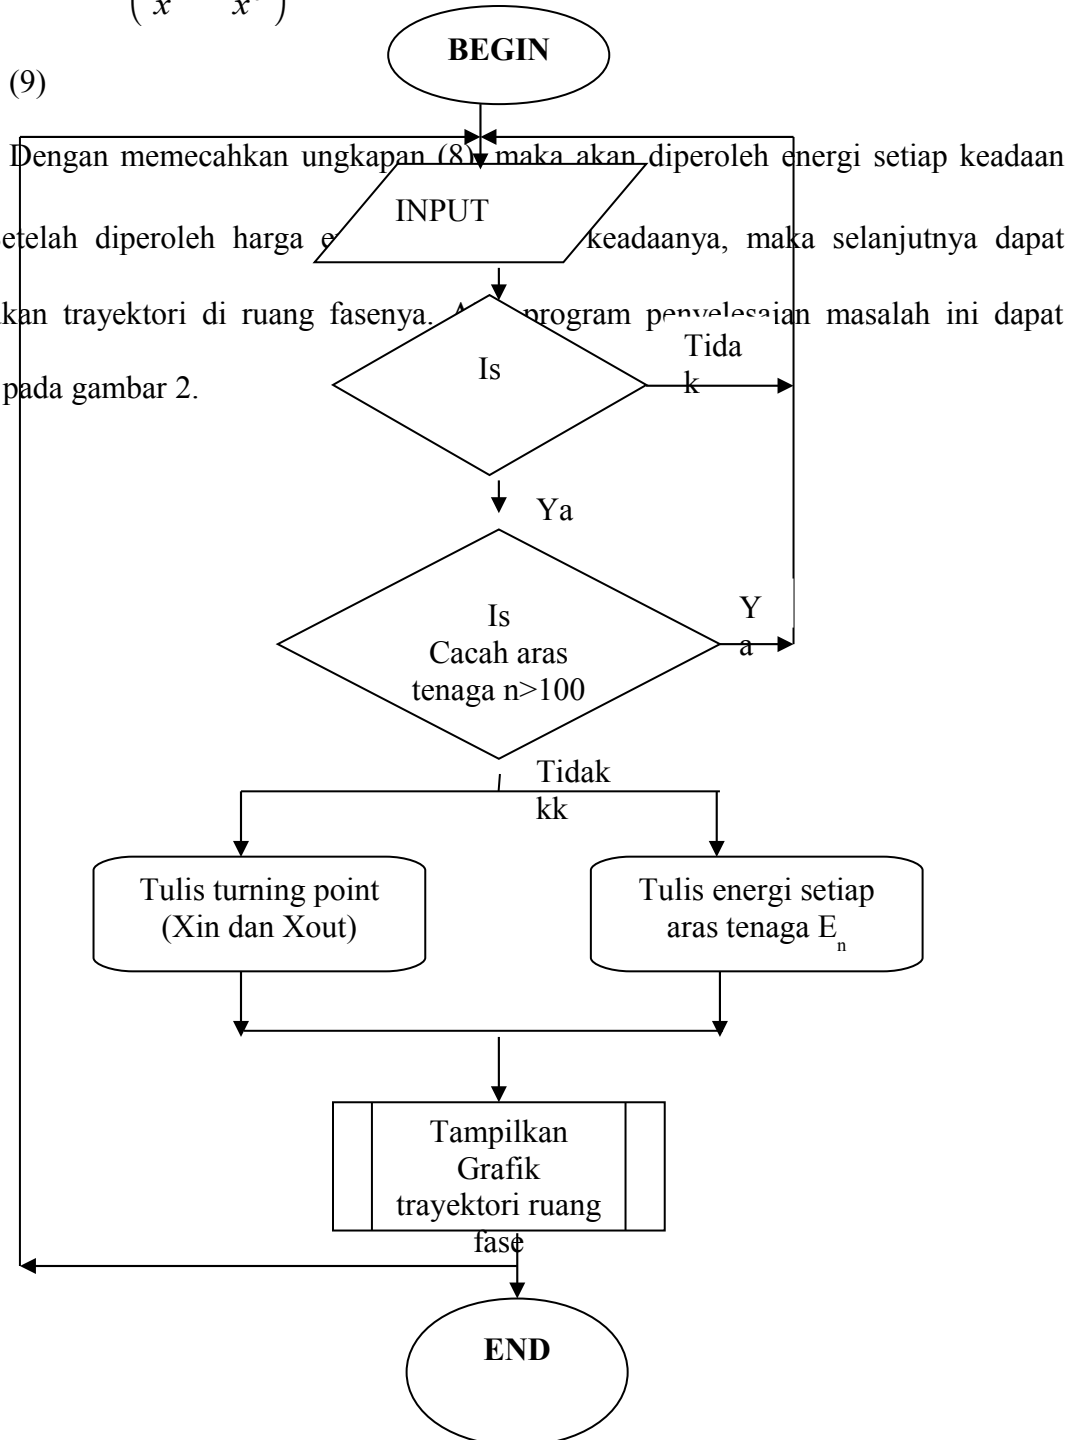 x x
BEGIN
(9)
Dengan memecahkan ungkapan (8) maka akan diperoleh energi setiap keadaan
INPUT
etelah diperoleh harga keadaanya, maka selanjutnya dapat
kan trayektori di ruang fasenya. program penyelesaian masalah ini dapat
Tida
k
Is
pada gambar 2.
Ya
Y
a
Is
Cacah aras
tenaga n>100
Tidak
kk
Tulis turning point
(Xin dan Xout)
Tulis energi setiap
aras tenaga E n
Tampilkan
Grafik
trayektori ruang
fase
END